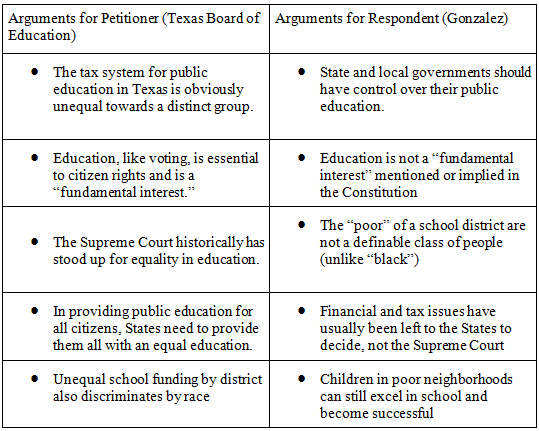 Arguments for Petitioner (Texas Board of
Education)
Arguments for Respondent (Gonzalez)
● The tax system for public
education in Texas is obviously
unequal towards a distinct group.
● State and local governments should
have control over their public
education.
● Education, like voting, is essential
to citizen rights and is a
“fundamental interest.”
● Education is not a “fundamental
interest” mentioned or implied in
the Constitution
● The Supreme Court historically has
stood up for equality in education.
● The “poor” of a school district are
not a definable class of people
(unlike “black”)
● In providing public education for
all citizens, States need to provide
them all with an equal education.
● Financial and tax issues have
usually been left to the States to
decide, not the Supreme Court
● Unequal school funding by district
also discriminates by race
● Children in poor neighborhoods
can still excel in school and
become successful